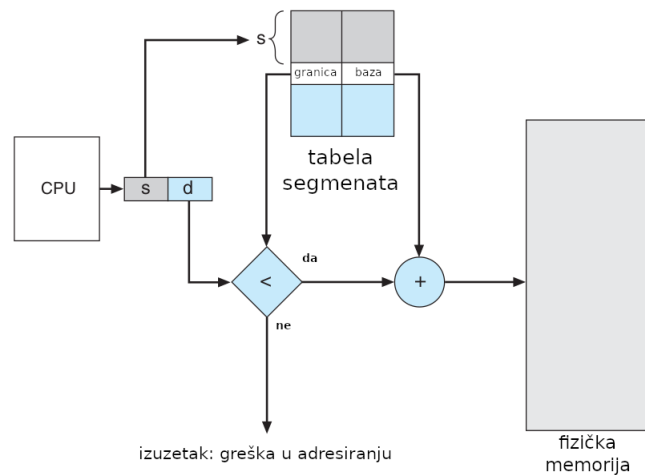 s
granica baza
tabela
segmenata
CPU
s d
da
<
+
ne
izuzetak: greška u adresiranju
fizička
memorija